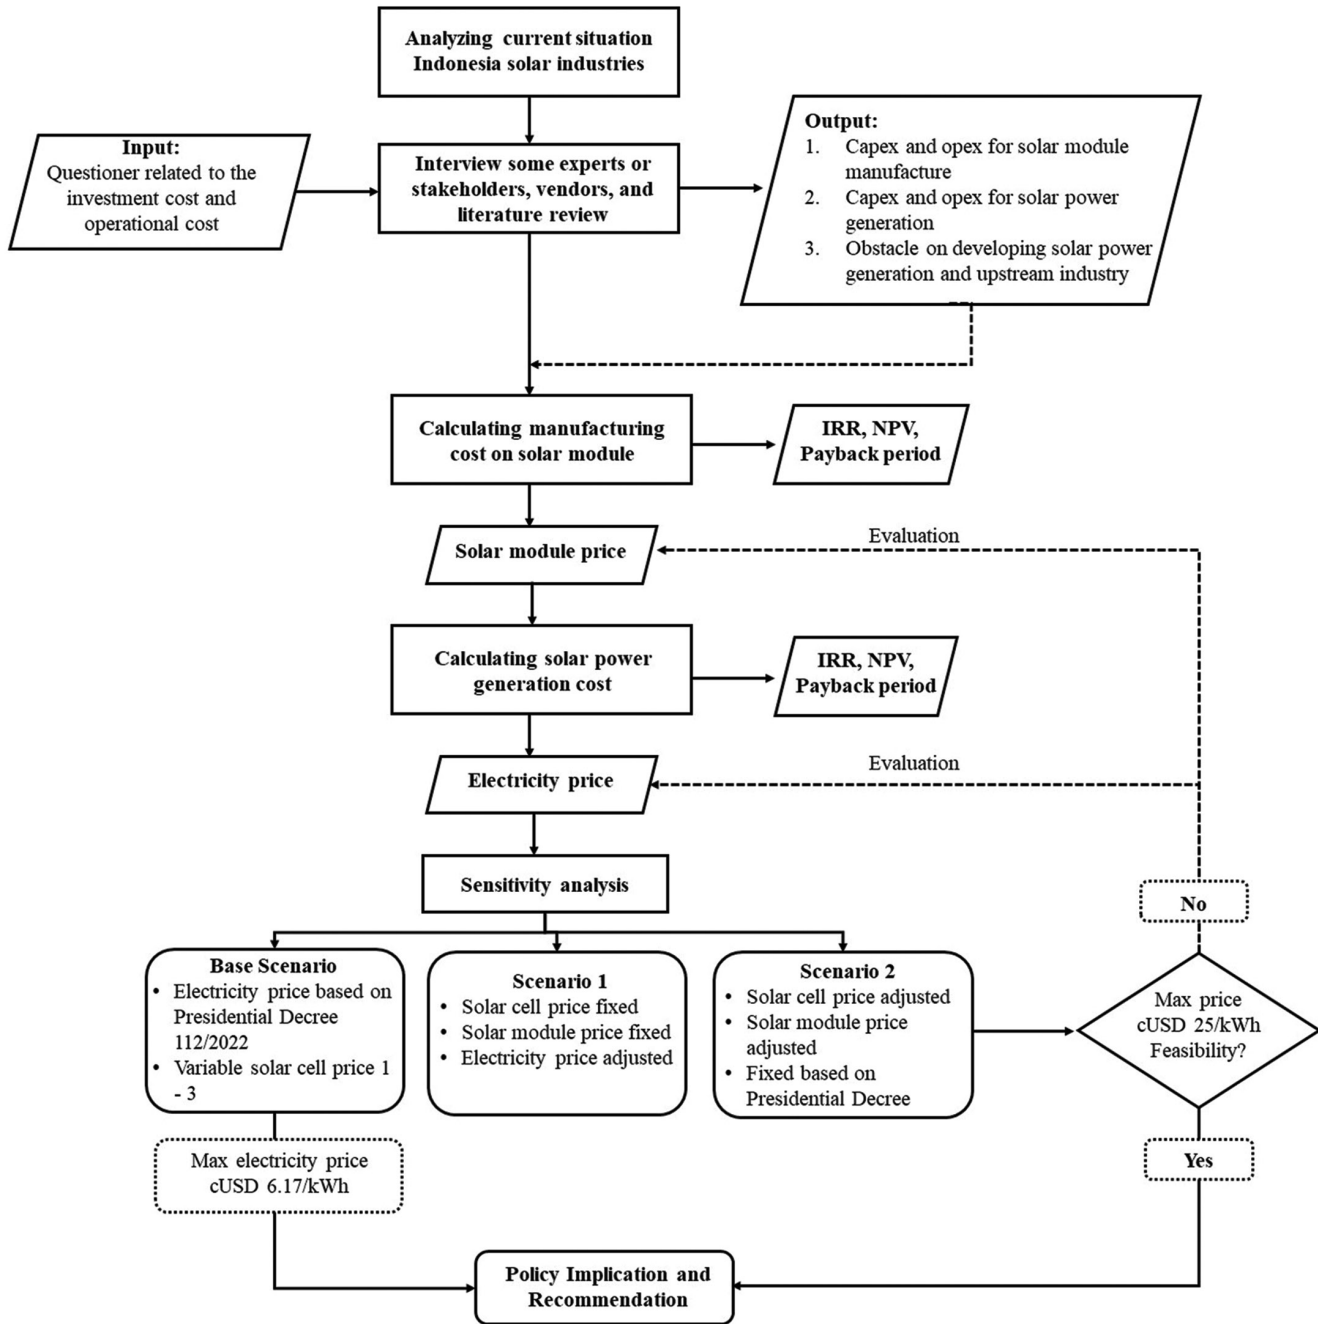 Analyzing current situation
Indonesia solar industries
Input:
Questioner related to the
investment cost and
operational cost
Interview some experts or
stakeholders, vendors, and
literature review
Output:
1. Capex and opex for solar module
manufacture
2. Capex and opex for solar power
generation
3. Obstacle on developing solar power
generation and upstream industry
Calculating manufacturing
cost on solar module
IRR, NPV,
Payback period
Solar module price
Evaluation
Calculating solar power
generation cost
IRR, NPV,
Payback period
Electricity price
Evaluation
Sensitivity analysis
No
Base Scenario
• Electricity price based on
Presidential Decree
112/2022
• Variable solar cell price 1
- 3
Scenario 1
• Solar cell price fixed
• Solar module price fixed
• Electricity price adjusted
Scenario 2
• Solar cell price adjusted
• Solar module price
adjusted
• Fixed based on
Presidential Decree
Max price
cUSD 25/kWh
Feasibility?
Max electricity price
cUSD 6.17/kWh
Yes
Policy Implication and
Recommendation